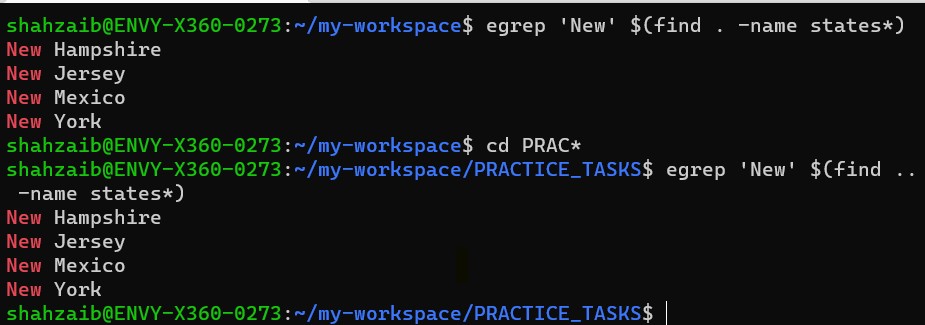 shahzaib@ENVY-X360-0273:~/my-workspace$ egrep 'New' $(find . -name states*)
New Hampshire
New Jersey
New Mexico
New York
shahzaib@ENVY-X360-0273:~/my-workspace$ cd PRAC*
shahzaib@ENVY-X360-0273:~/my-workspace/PRACTICE_TASKS$ egrep 'New' $(find ..
 -name states*)
New Hampshire
New Jersey
New Mexico
New York
shahzaib@ENVY-X360-0273:~/my-workspace/PRACTICE_TASKS$